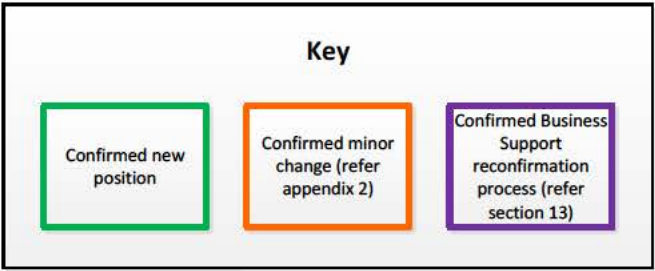 Key
Confirmed new
position
Confirmed minor
change (refer
appendix 2)
Confirmed Business
Support
reconfirmation
process (refer
section 13)